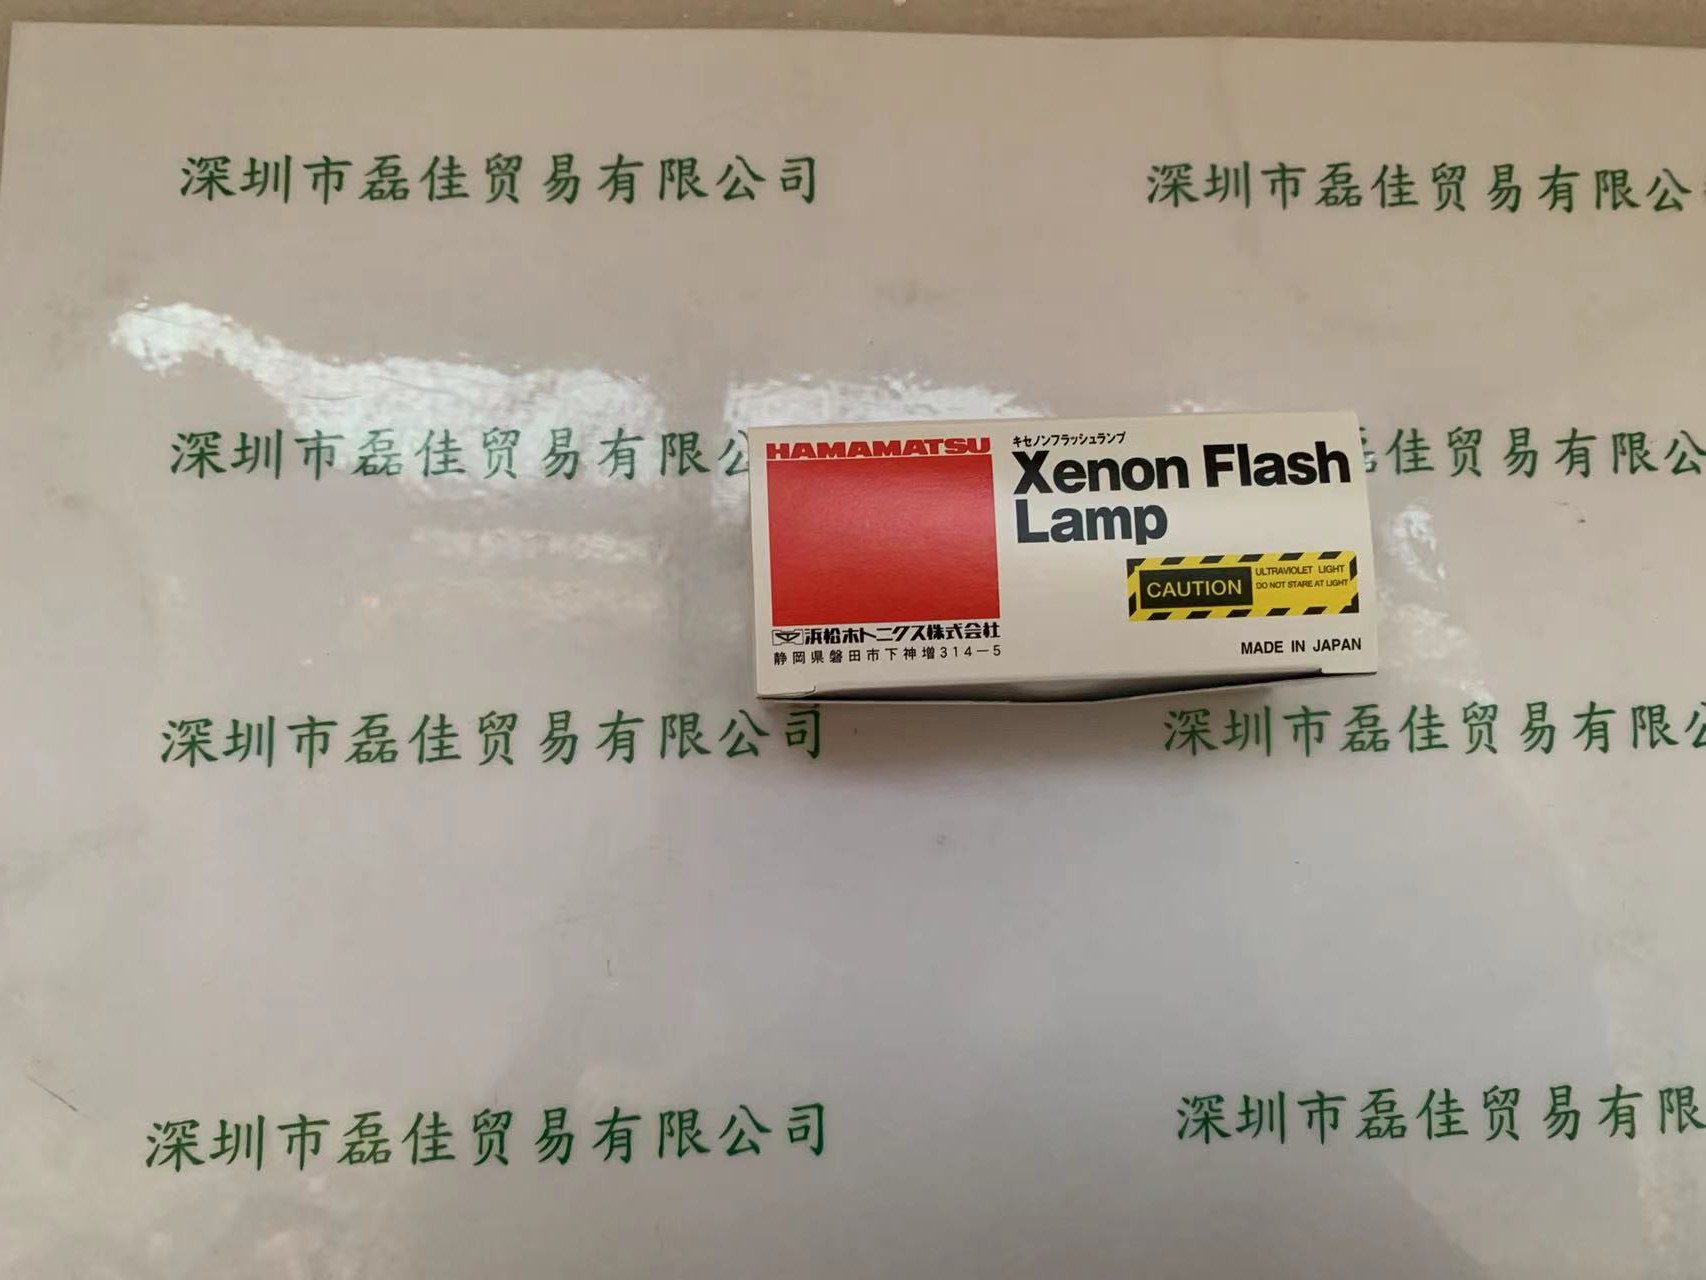 深圳市磊佳贸易有限公司
深圳市磊佳贸易有限公
深圳市磊佳贸易有限公
佳贸易有限公
HAMAMATSU
浜松ホトニクス株式会社
静岡県磐田市下神増314-5
キセノンフラッシュランプ
Xenon Flash
Lamp
CAUTION
ULTRAVIOLET LIGHT
DO NOT STARE AT LIGHT
MADE IN JAPAN
深圳市磊佳贸易有限公司
深圳市磊佳贸易有限公
深圳市磊佳贸易有限公司
深圳市磊佳贸易有限